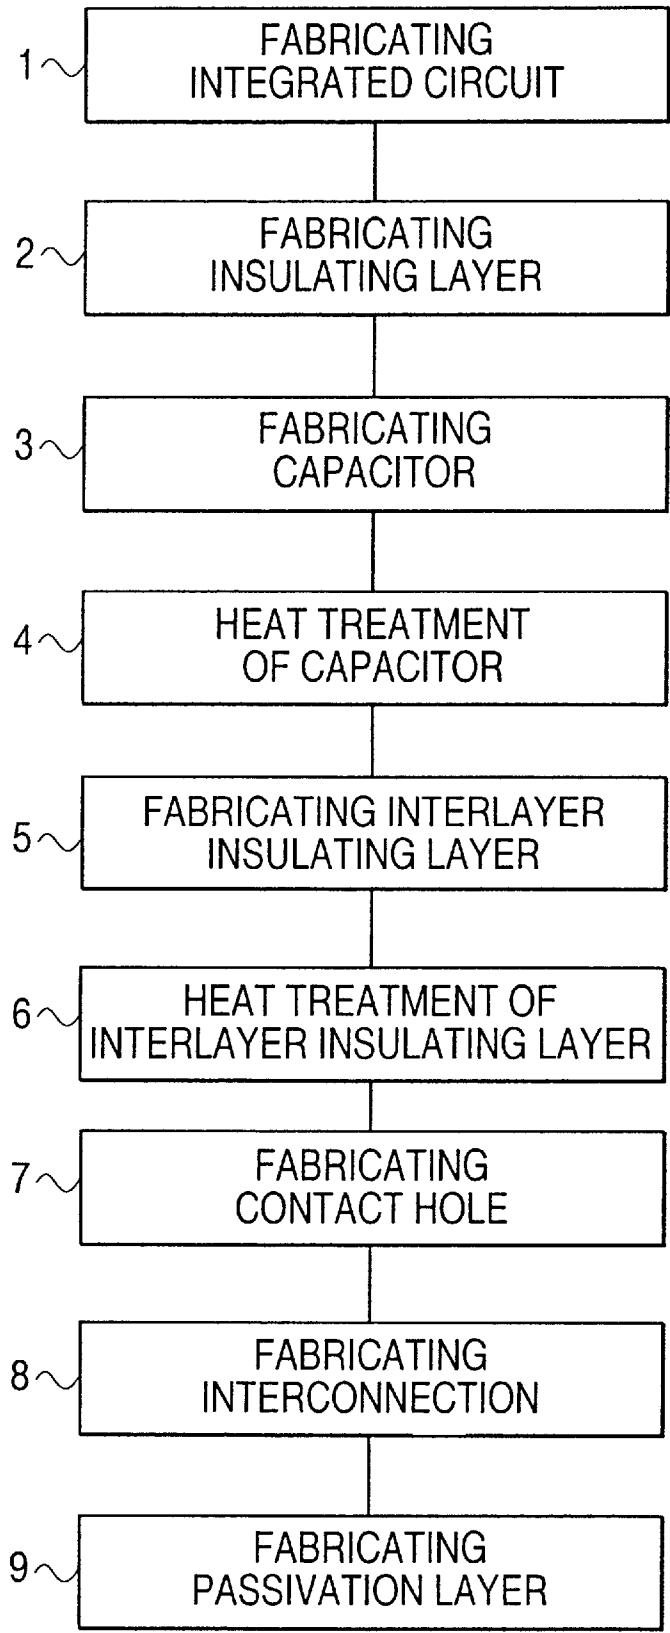 1
FABRICATING
INTEGRATED CIRCUIT
2
FABRICATING
INSULATING LAYER
3
FABRICATING
CAPACITOR
4
HEAT TREATMENT
OF CAPACITOR
5
FABRICATING INTERLAYER
INSULATING LAYER
6
HEAT TREATMENT OF
INTERLAYER INSULATING LAYER
7
FABRICATING
CONTACT HOLE
8
FABRICATING
INTERCONNECTION
9
FABRICATING
PASSIVATION LAYER